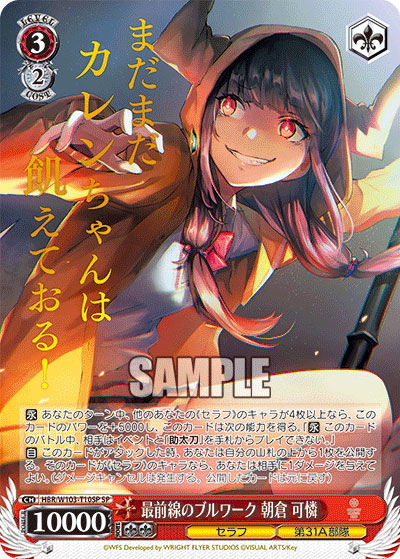 LEVEL
3
2
COST
まだまだ
カレンちゃんは
飢えておる！
SAMPLE
永 あなたのターン中、他のあなたの《セラフ》のキャラが4枚以上なら、この
カードのパワーを＋5000し、このカードは次の能力を得る。『永 この
カードのバトル中、相手はイベントと『助太刀』を手札からプレイできない。』
自 このカードがアタックした時、あなたは自分の山札の上から1枚を公開す
る。そのカードが《セラフ》のキャラなら、あなたは相手に1ダメージを与えて
よい。（ダメージキャンセルは発生する。公開したカードは元に戻す）
CH HBR/W103-T10SP SP
10000
最前線のブルワーク 朝倉 可憐
セラフ
第31A部隊
©WFS Developed by WRIGHT FLYER STUDIOS ©VISUAL ARTS/Key